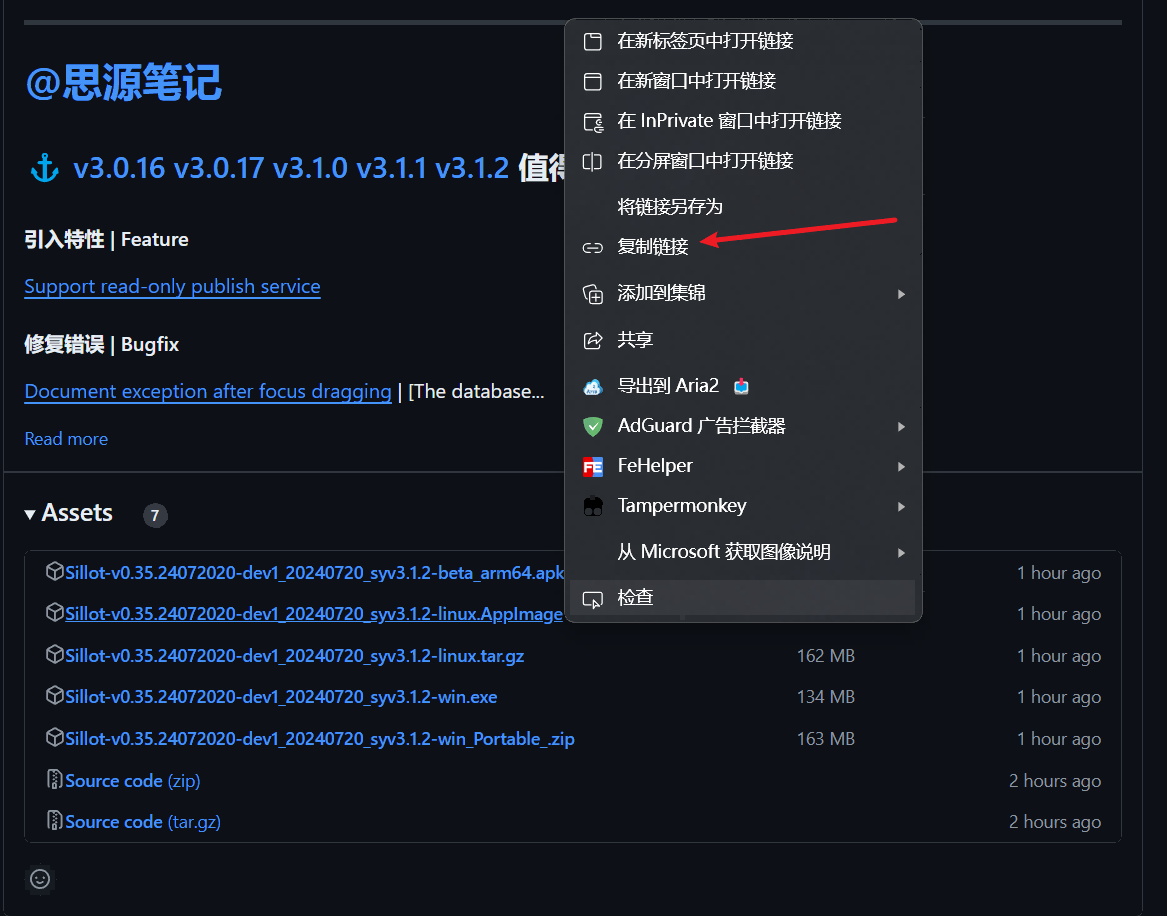 @思源笔记
v3.0.16 v3.0.17 v3.1.0 v3.1.1 v3.1.2 值得
引入特性 | Feature
Support read-only publish service
修复错误 | Bugfix
Document exception after focus dragging | [The database...
Read more
在新标签页中打开链接
在新窗口中打开链接
在 InPrivate 窗口中打开链接
在分屏窗口中打开链接
将链接另存为
复制链接
添加到集锦
共享
导出到 Aria2
AdGuard 广告拦截器
FeHelper
Tampermonkey
从 Microsoft 获取图像说明
检查
Assets 7
Sillot-v0.35.24072020-dev1_20240720_syv3.1.2-beta_arm64.apk 1 hour ago
Sillot-v0.35.24072020-dev1_20240720_syv3.1.2-linux.AppImage 1 hour ago
Sillot-v0.35.24072020-dev1_20240720_syv3.1.2-linux.tar.gz 162 MB 1 hour ago
Sillot-v0.35.24072020-dev1_20240720_syv3.1.2-win.exe 134 MB 1 hour ago
Sillot-v0.35.24072020-dev1_20240720_syv3.1.2-win_Portable_.zip 163 MB 1 hour ago
Source code (zip) 2 hours ago
Source code (tar.gz) 2 hours ago